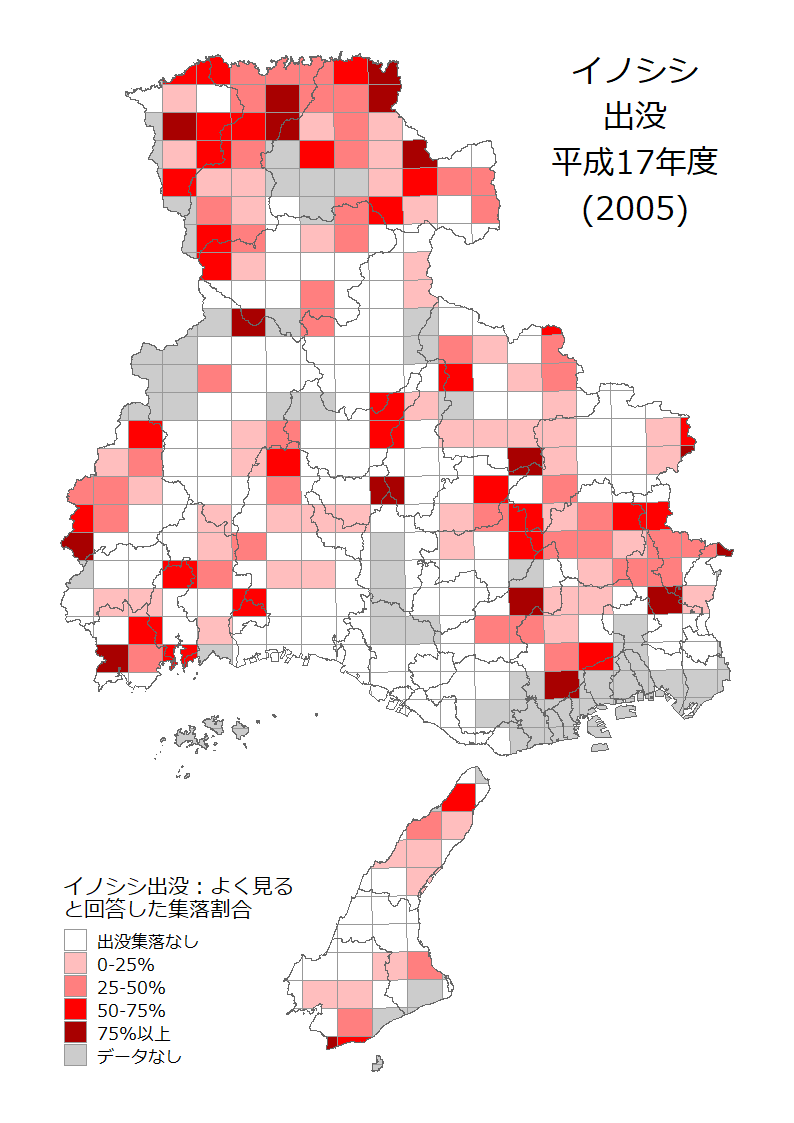 イノシシ
出没
平成17年度
(2005)
イノシシ出没：よく見る
と回答した集落割合
出没集落なし
0-25%
25-50%
50-75%
75%以上
データなし